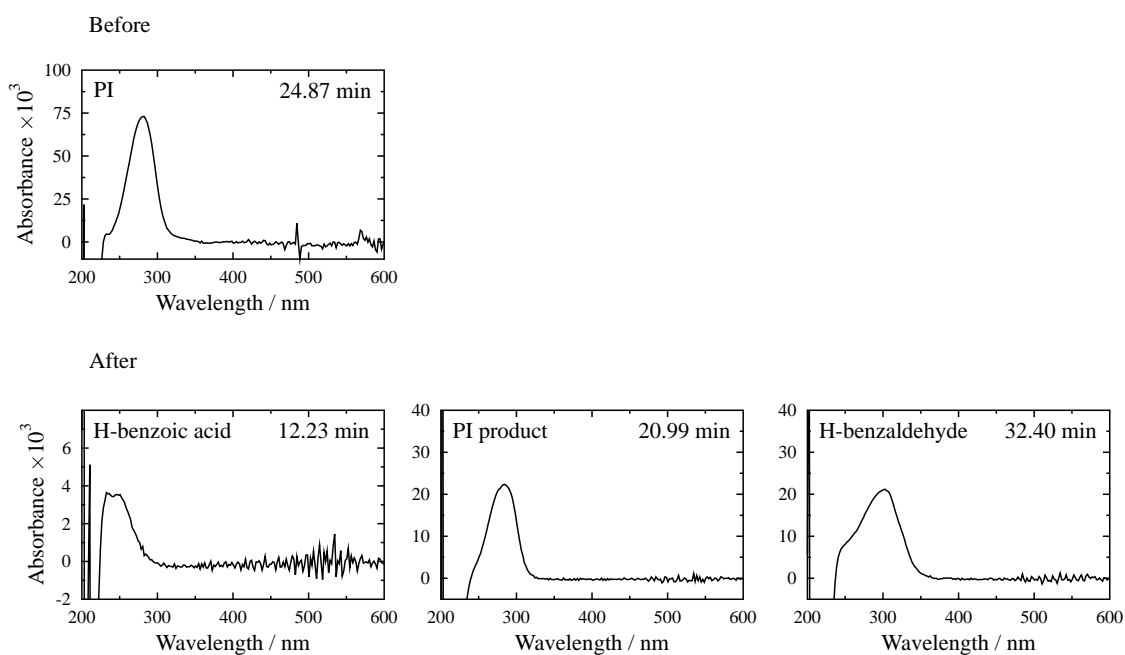 Before
PI 24.87 min
100
75
50
25
0
Absorbance ×10³
200 300 400 500 600
Wavelength / nm
After
H-benzoic acid 12.23 min
6
4
2
0
-2
Absorbance ×10³
200 300 400 500 600
Wavelength / nm
PI product 20.99 min
40
30
20
10
0
200 300 400 500 600
Wavelength / nm
H-benzaldehyde 32.40 min
40
30
20
10
0
200 300 400 500 600
Wavelength / nm